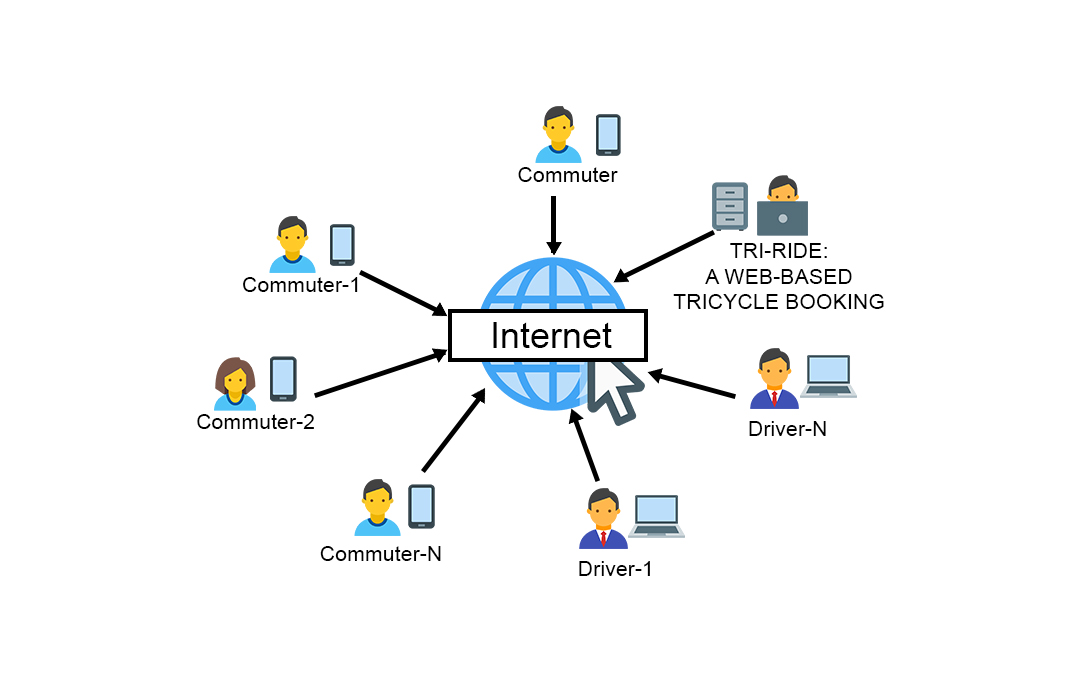 Commuter
TRI-RIDE:
A WEB-BASED
TRICYCLE BOOKING
Commuter-1
Internet
Commuter-2
Driver-N
Commuter-N
Driver-1